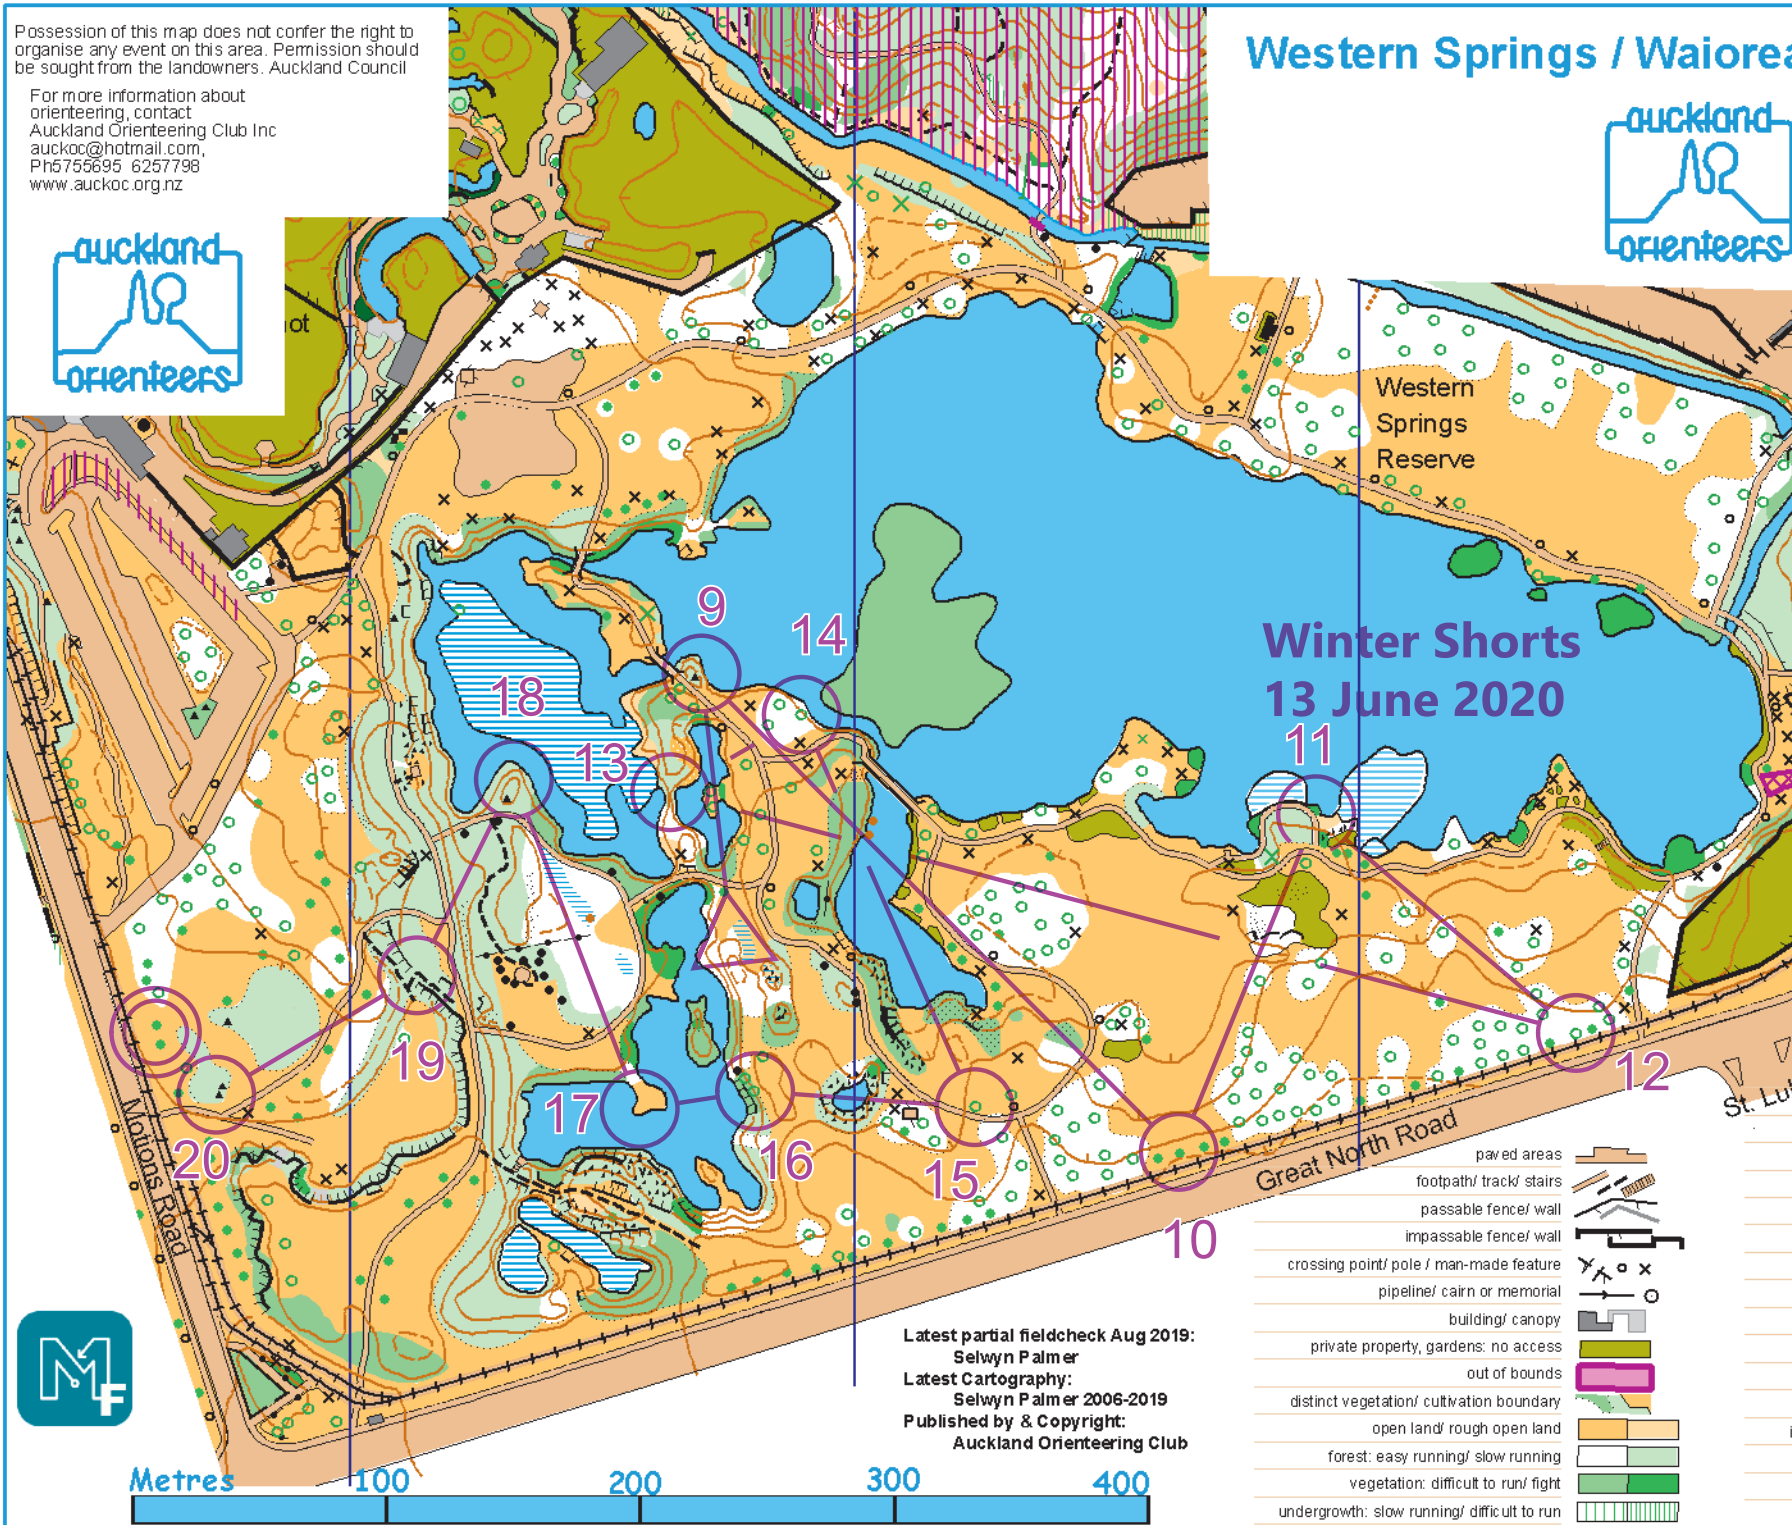 Possession of this map does not confer the right to
organise any event on this area. Permission should
be sought from the landowners. Auckland Council
For more information about
orienteering, contact
Auckland Orienteering Club Inc
auckoc@hotmail.com,
Ph5755695 6257798
www.auckoc.org.nz
auckland
orienteers
Western Springs / Waiorea
auckland
orienteers
ot
Western
Springs
Reserve
9
14
Winter Shorts
13 June 2020
18
13
11
19
12
17
16
15
20
10
Motions Road
Great North Road
St. Lu
paved areas
footpath/ track/ stairs
passable fence/ wall
impassable fence/ wall
crossing point/ pole / man-made feature
pipeline/ cairn or memorial
building/ canopy
private property, gardens: no access
out of bounds
distinct vegetation/ cultivation boundary
open land/ rough open land
forest: easy running/ slow running
vegetation: difficult to run/ fight
undergrowth: slow running/ difficult to run
Latest partial fieldcheck Aug 2019:
Selwyn Palmer
Latest Cartography:
Selwyn Palmer 2006-2019
Published by & Copyright:
Auckland Orienteering Club
MF
Metres 100 200 300 400